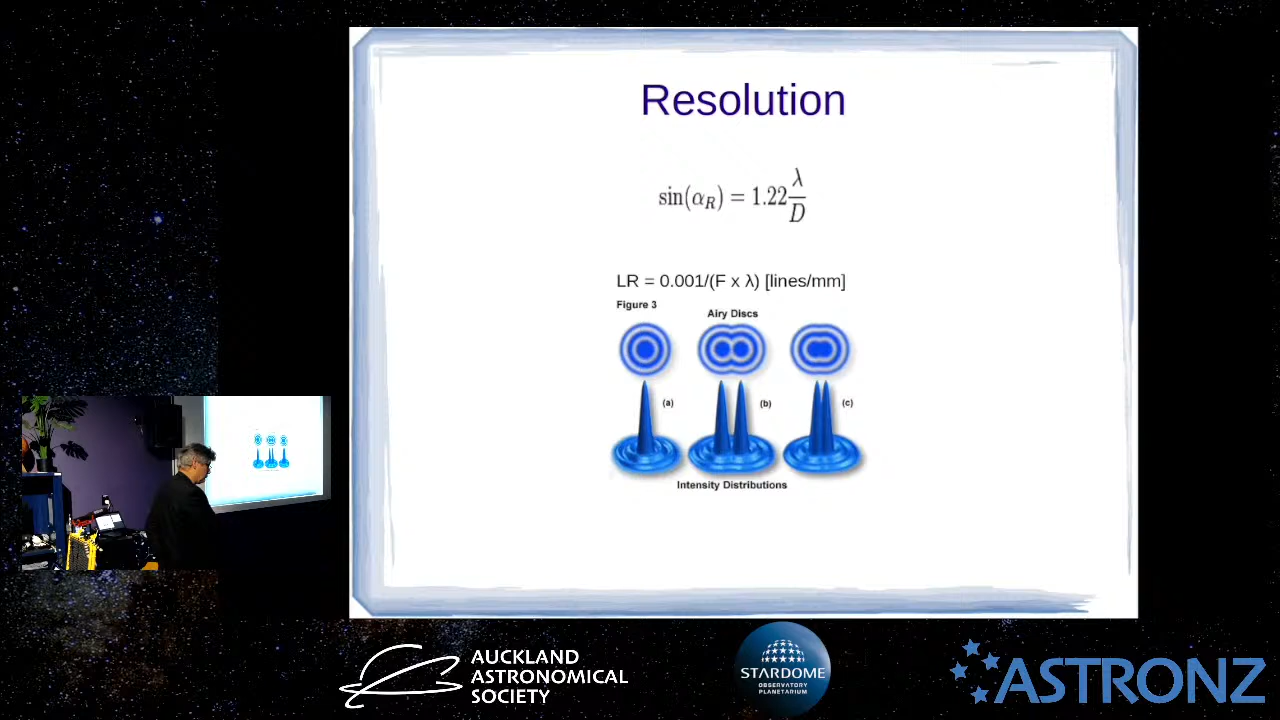 Resolution
sin(α_R) = 1.22 λ/D
LR = 0.001/(F x λ) [lines/mm]
Figure 3
Airy Discs
(a)
(b)
(c)
Intensity Distributions
AUCKLAND
ASTRONOMICAL
SOCIETY
STARDOME
OBSERVATORY
PLANETARIUM
ASTRONZ